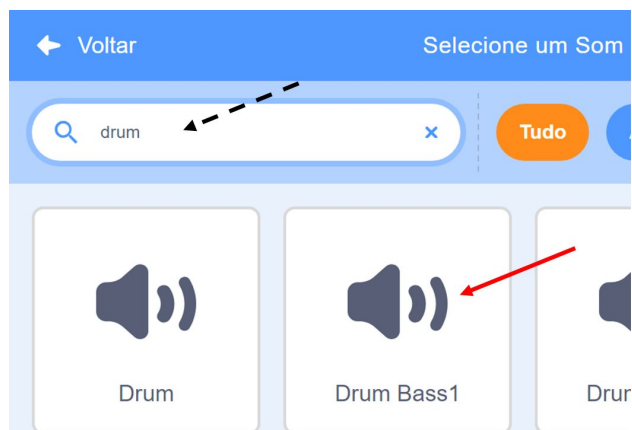 Voltar
Selecione um Som
drum
Tudo
Drum
Drum Bass1